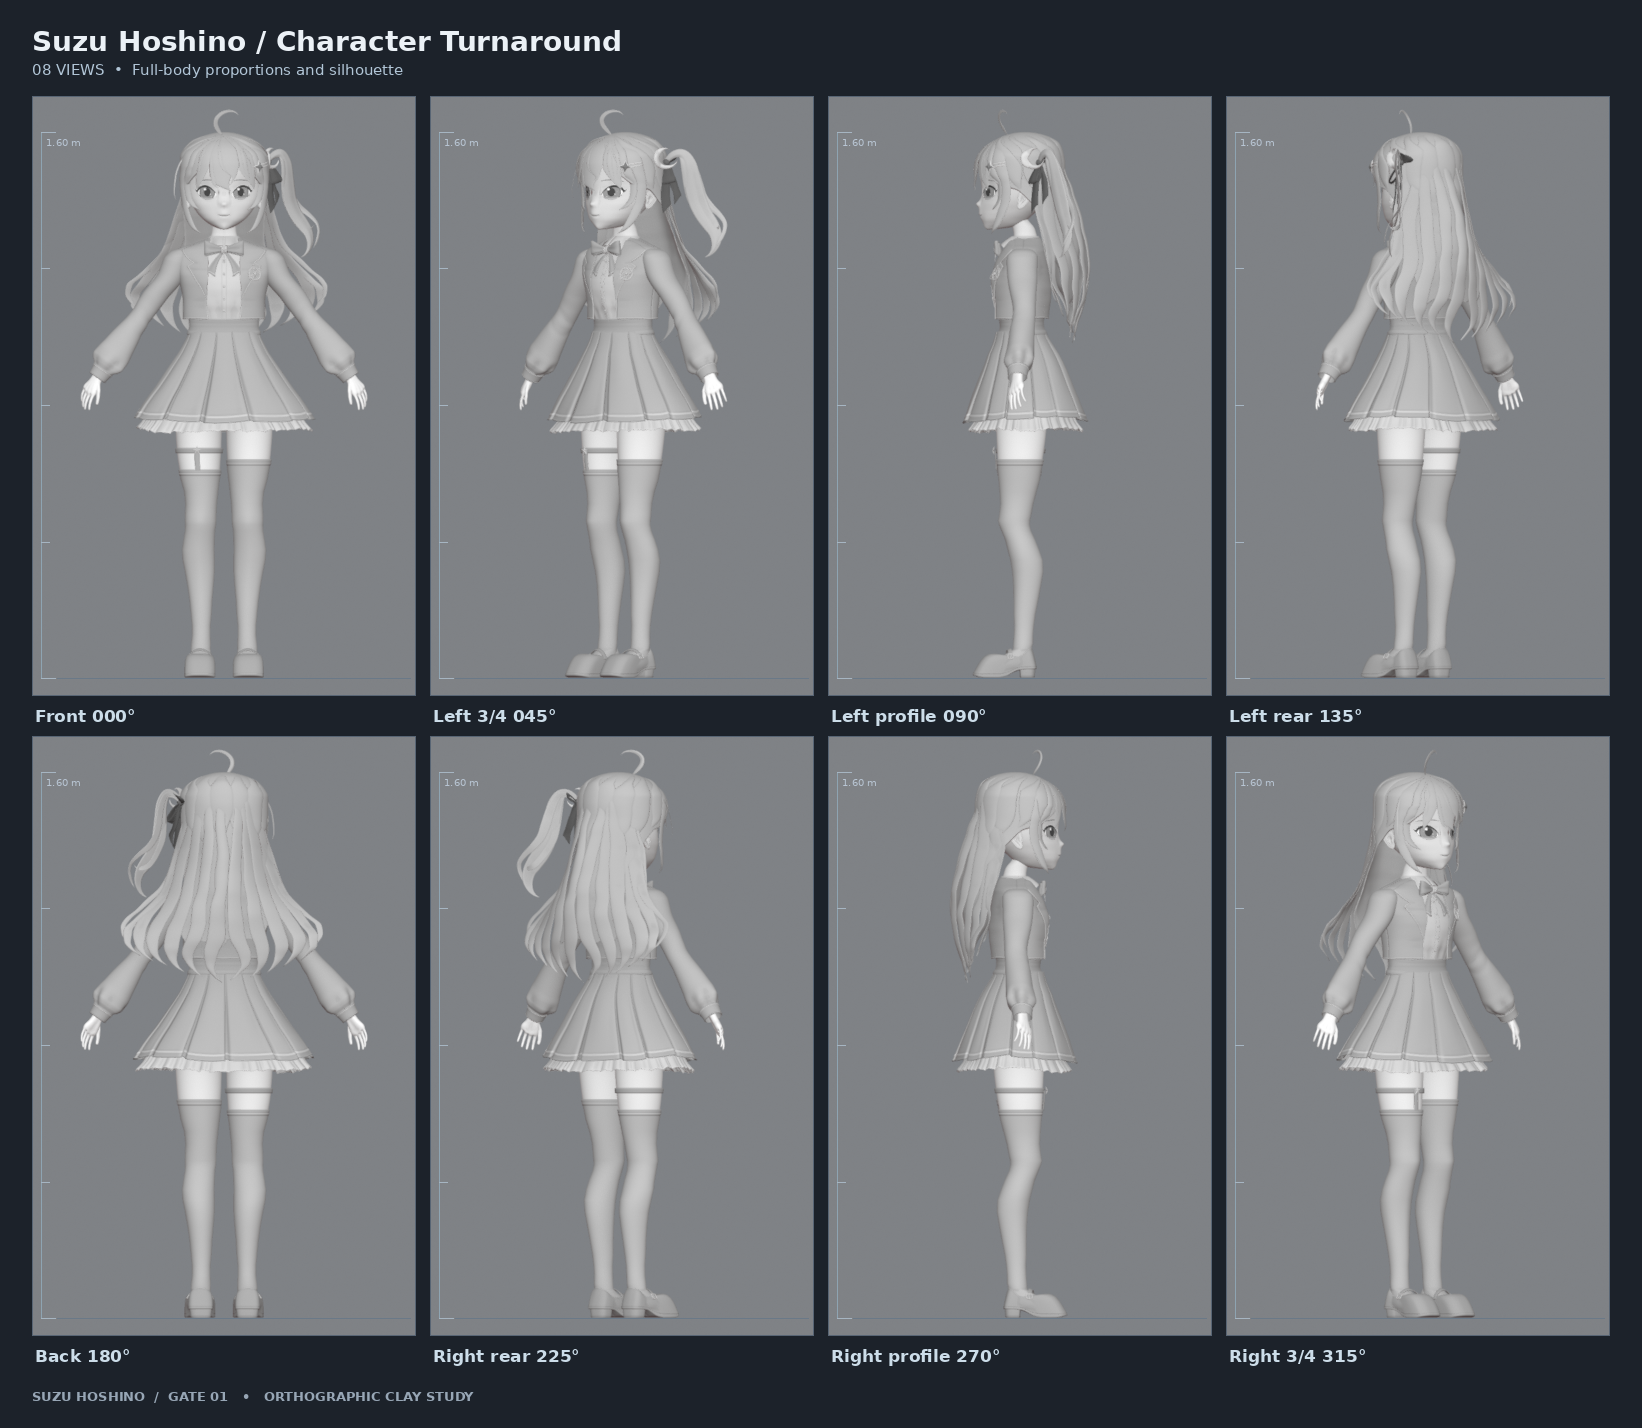 Suzu Hoshino / Character Turnaround
08 VIEWS • Full-body proportions and silhouette
1.60 m
1.60 m
1.60 m
1.60 m
Front 000°
Left 3/4 045°
Left profile 090°
Left rear 135°
1.60 m
1.60 m
1.60 m
1.60 m
Back 180°
Right rear 225°
Right profile 270°
Right 3/4 315°
SUZU HOSHINO / GATE 01 • ORTHOGRAPHIC CLAY STUDY